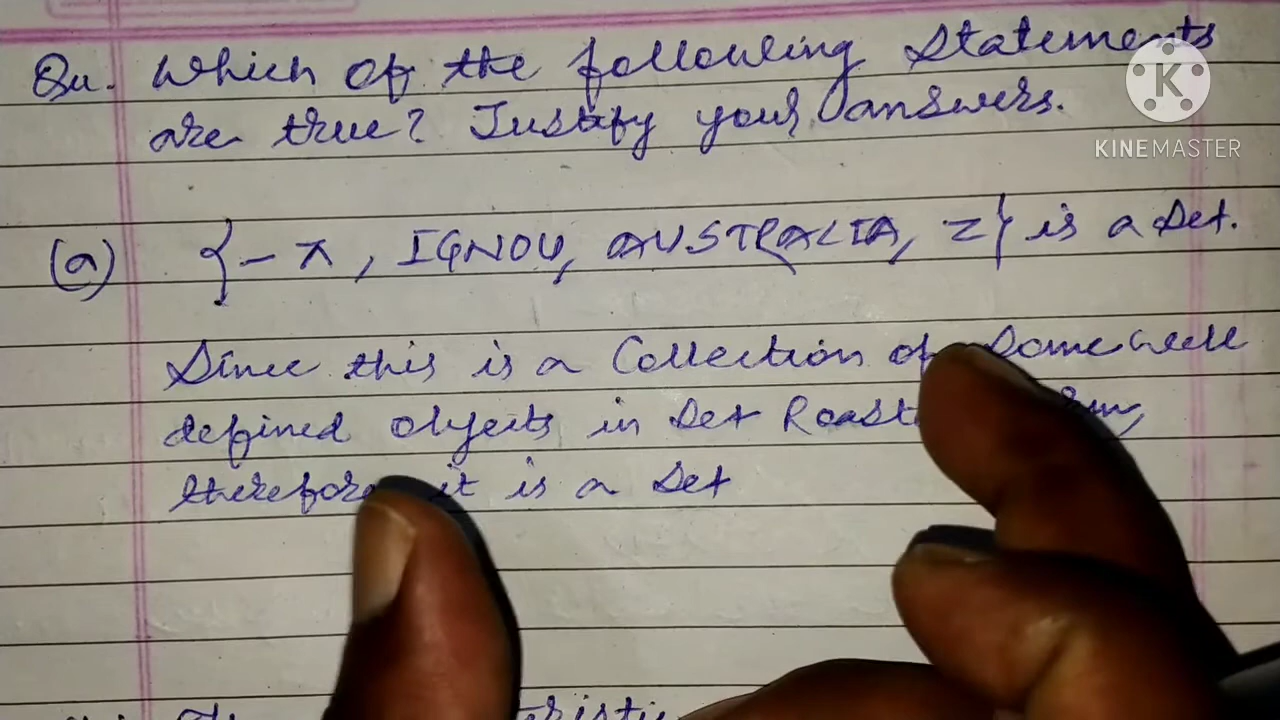 Qu. Which of the following Statements
are true? Justify your answers.
KINEMASTER
(a) {-x, IGNOU, AUSTRALIA, Z} is a Set.
Since this is a Collection of some well
defined objects in Set
therefore it is a Set